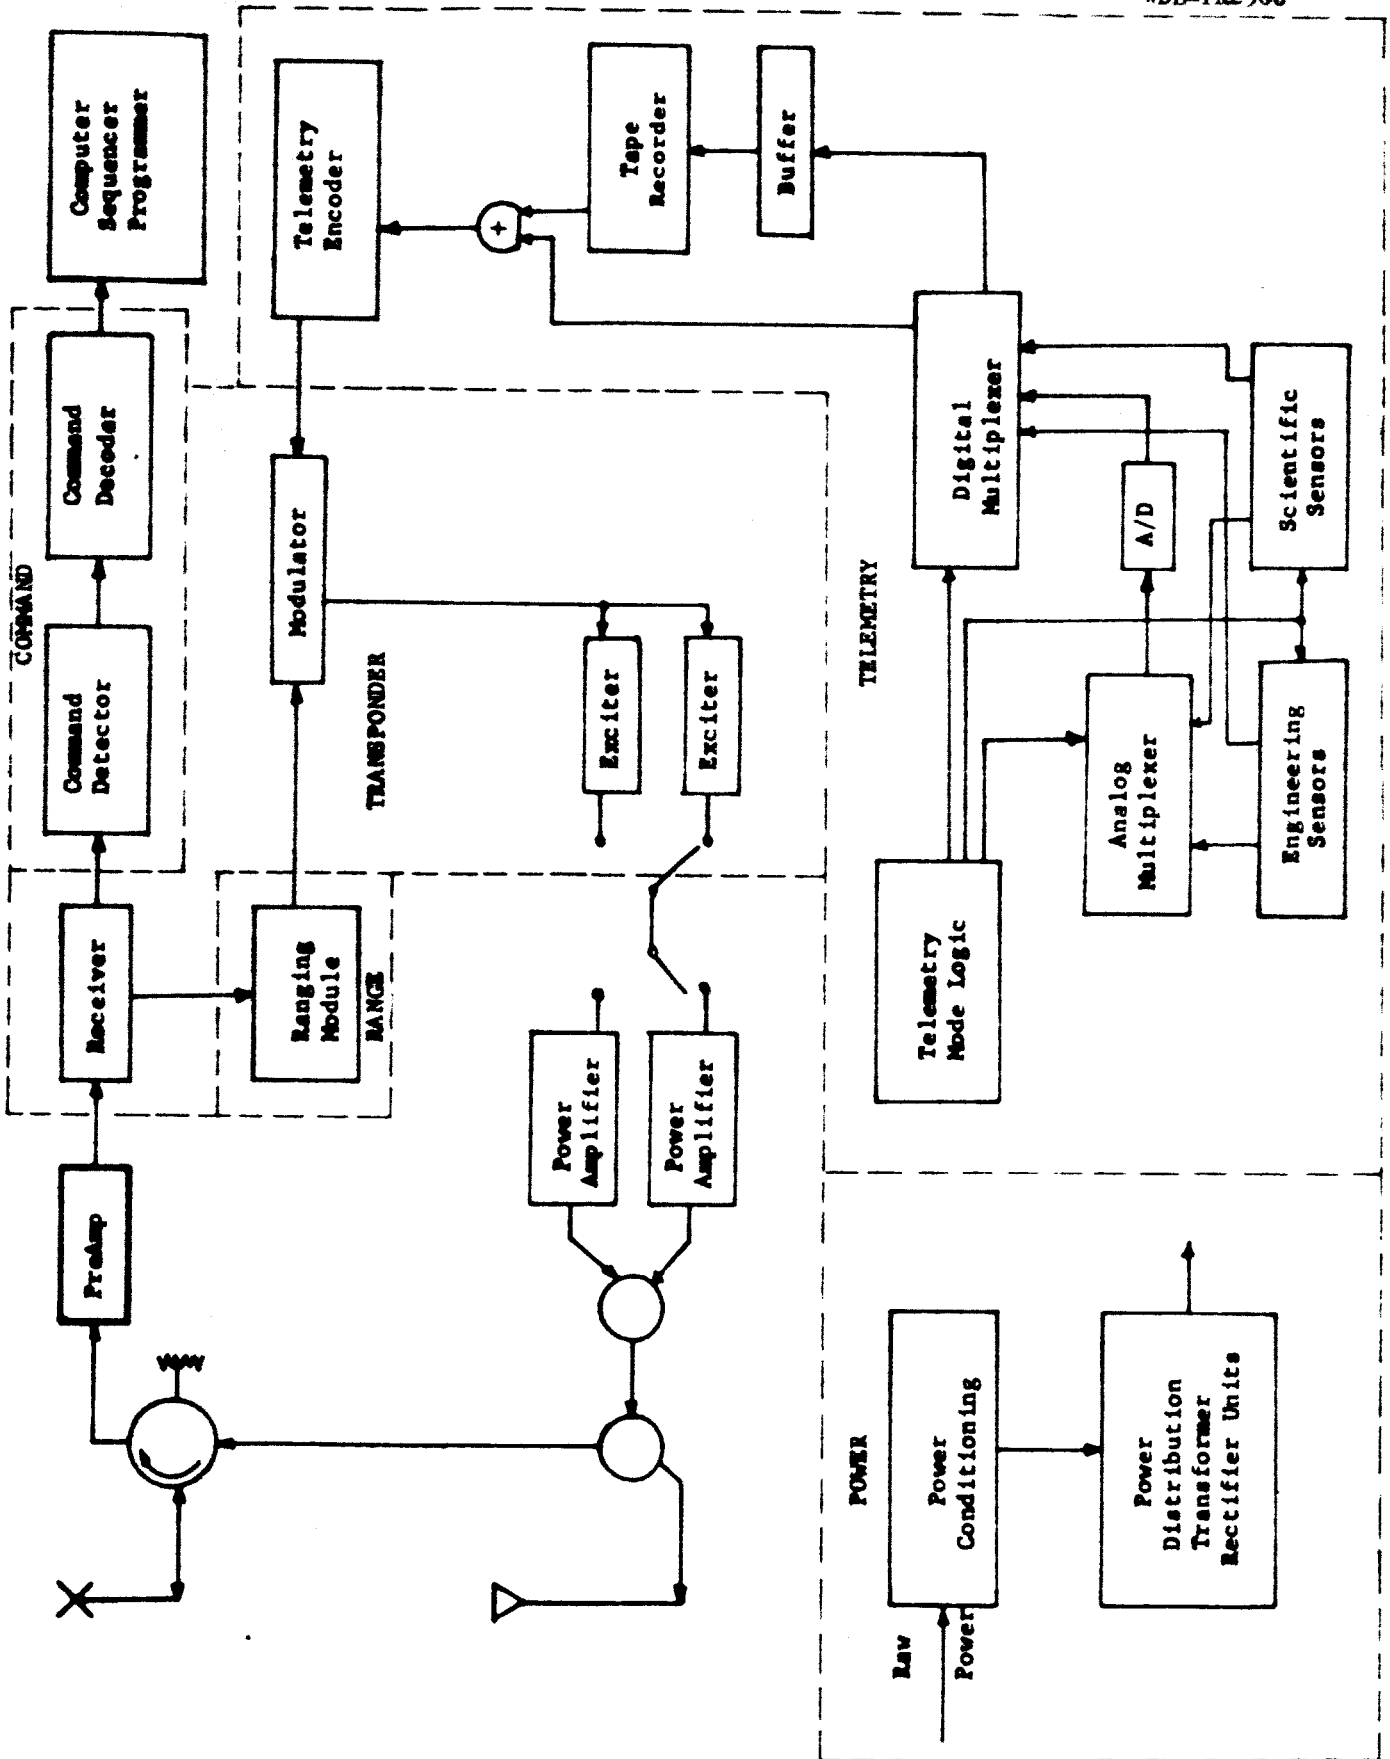 Computer
Sequencer
Programmer
COMMAND
Command
Decoder
Command
Detector
Receiver
PreAmp
Telemetry
Encoder
Modulator
TRANSPONDER
Ranging
Module
RANGE
Exciter
Exciter
Power
Amplifier
Power
Amplifier
+
Tape
Recorder
Buffer
TELEMETRY
Digital
Multiplexer
A/D
Scientific
Sensors
Analog
Multiplexer
Engineering
Sensors
Telemetry
Mode Logic
POWER
Raw
Power
Power
Conditioning
Power
Distribution
Transformer
Rectifier Units